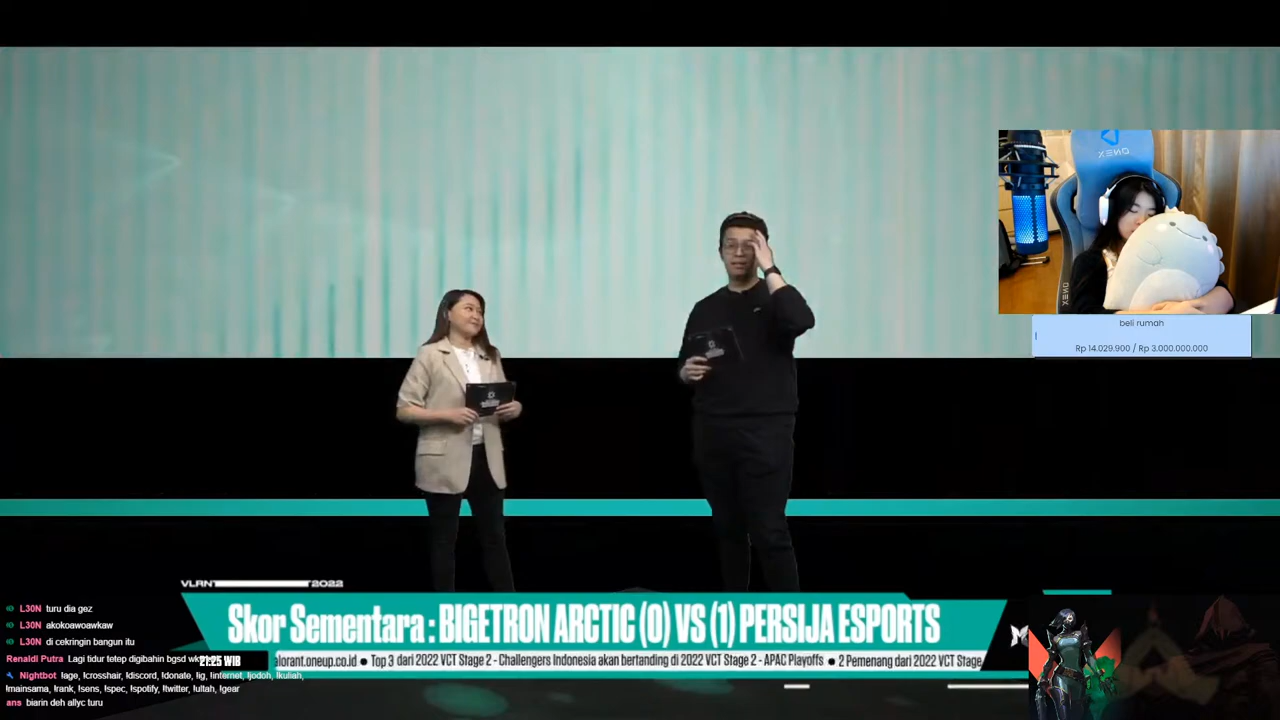 XENO
beli rumah
Rp 14.029.900 / Rp 3.000.000.000
2022
Skor Sementara : BIGETRON ARCTIC (0) VS (1) PERSIJA ESPORTS
alorant.oneup.co.id ● Top 3 dari 2022 VCT Stage 2 - Challengers Indonesia akan bertanding di 2022 VCT Stage 2 - APAC Playoffs ● 2 Pemenang dari 2022 VCT Stage
21:25 WIB
L30N turu dia gez
L30N akokoawoawkaw
L30N di cekringin bangun itu
Renaldi Putra Lagi tidur tetep digibahin bgsd
Nightbot !age, !crosshair, !discord, !donate, !ig, !internet, !jodoh, !kuliah,
!mainsama, !rank, !sens, !spec, !spotify, !twitter, !ultah, !gear
ans biarin deh allyc turu